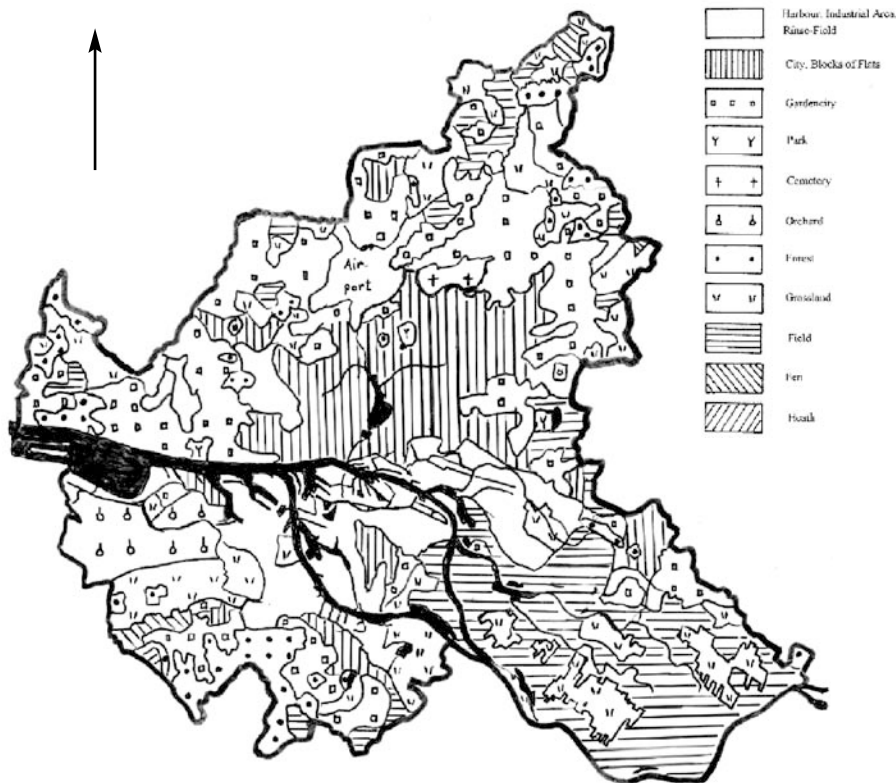 Harbour, Industrial Area,
Rinse-Field
City, Blocks of Flats
Gardencity
Park
Cemetery
Orchard
Forest
Grassland
Field
Fen
Heath
Air-
port